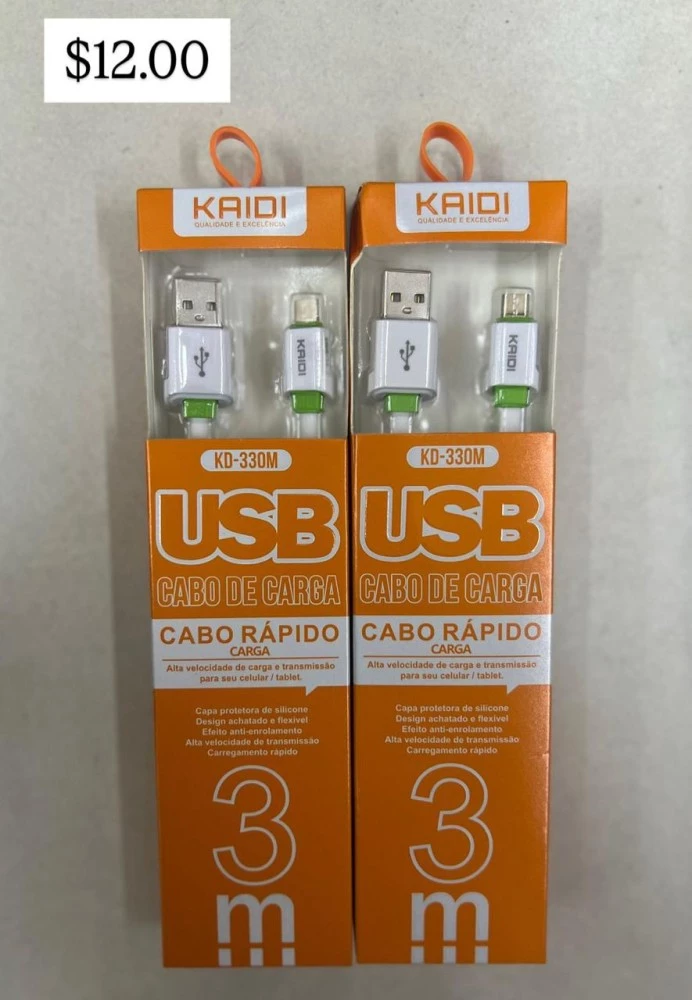 $12.00
KAIDI
QUALIDADE E EXCELÊNCIA
KAIDI
KD-330M
USB
CABO DE CARGA
CABO RÁPIDO
CARGA
Alta velocidade de carga e transmissão
para seu celular / tablet.
Capa protetora de silicone
Design achatado e flexível
Efeito anti-enrolamento
Alta velocidade de transmissão
Carregamento rápido
3
m
KAIDI
QUALIDADE E EXCELÊNCIA
KAIDI
KD-330M
USB
CABO DE CARGA
CABO RÁPIDO
CARGA
Alta velocidade de carga e transmissão
para seu celular / tablet.
Capa protetora de silicone
Design achatado e flexível
Efeito anti-enrolamento
Alta velocidade de transmissão
Carregamento rápido
3
m